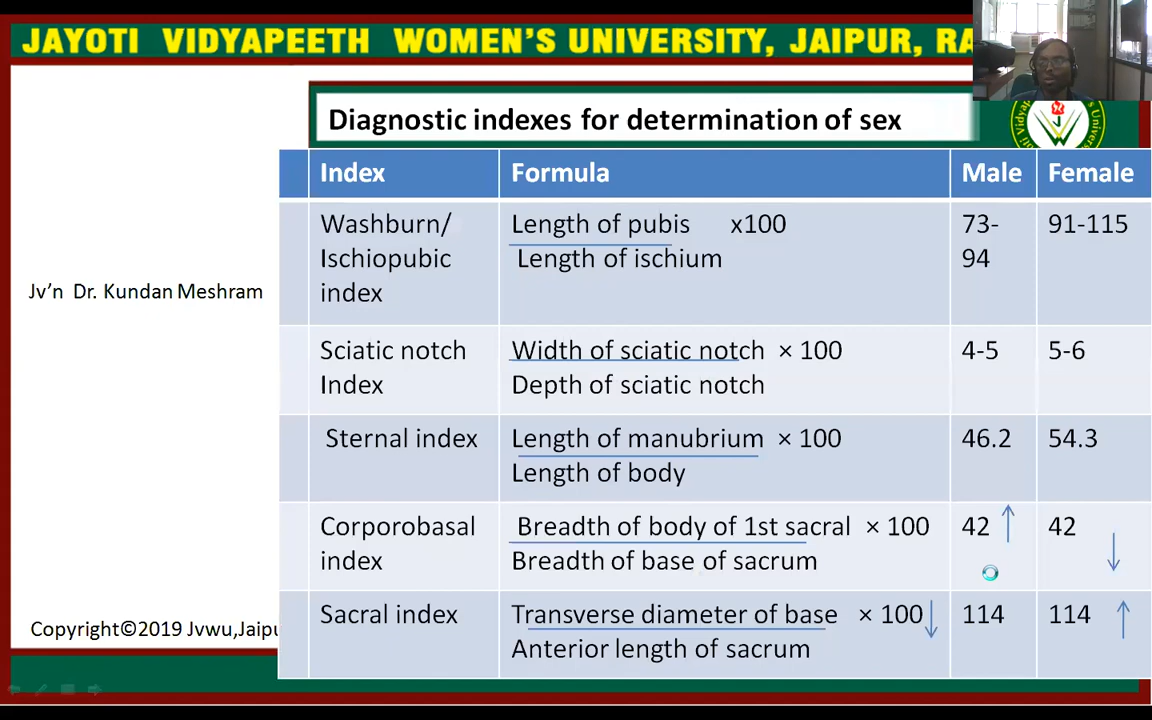 JAYOTI VIDYAPEETH WOMEN'S UNIVERSITY, JAIPUR, RA
Diagnostic indexes for determination of sex
Index Formula Male Female
Washburn/ Length of pubis x100 73- 91-115
Ischiopubic Length of ischium 94
index
Jv'n Dr. Kundan Meshram
Sciatic notch Width of sciatic notch × 100 4-5 5-6
Index Depth of sciatic notch
Sternal index Length of manubrium × 100 46.2 54.3
Length of body
Corporobasal Breadth of body of 1st sacral × 100 42 ↑ 42 ↓
index Breadth of base of sacrum
Sacral index Transverse diameter of base × 100 ↓ 114 114 ↑
Anterior length of sacrum
Copyright©2019 Jvwu,Jaipu